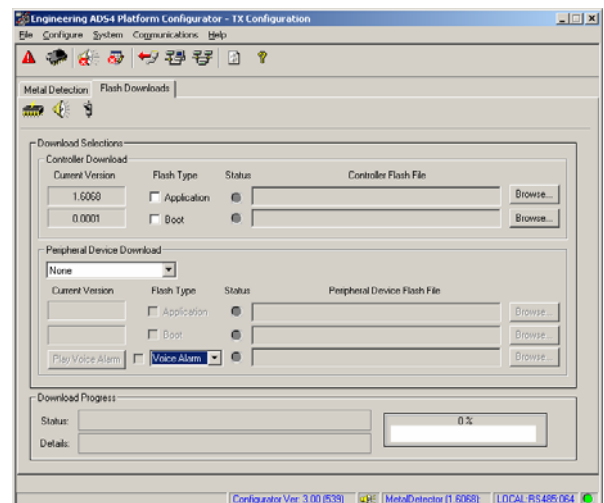 Engineering ADS4 Platform Configurator - TX Configuration
File Configure System Communications Help
Metal Detection Flash Downloads
Download Selections
Controller Download
Current Version Flash Type Status Controller Flash File
1.6068 Application Browse...
0.0001 Boot Browse...
Peripheral Device Download
None
Current Version Flash Type Status Peripheral Device Flash File
Application Browse...
Boot Browse...
Play Voice Alarm Voice Alarm Browse...
Download Progress
Status: 0 %
Details:
Configurator Ver: 3.00 (539) MetalDetector (1.6068): LOCAL:RS485:064